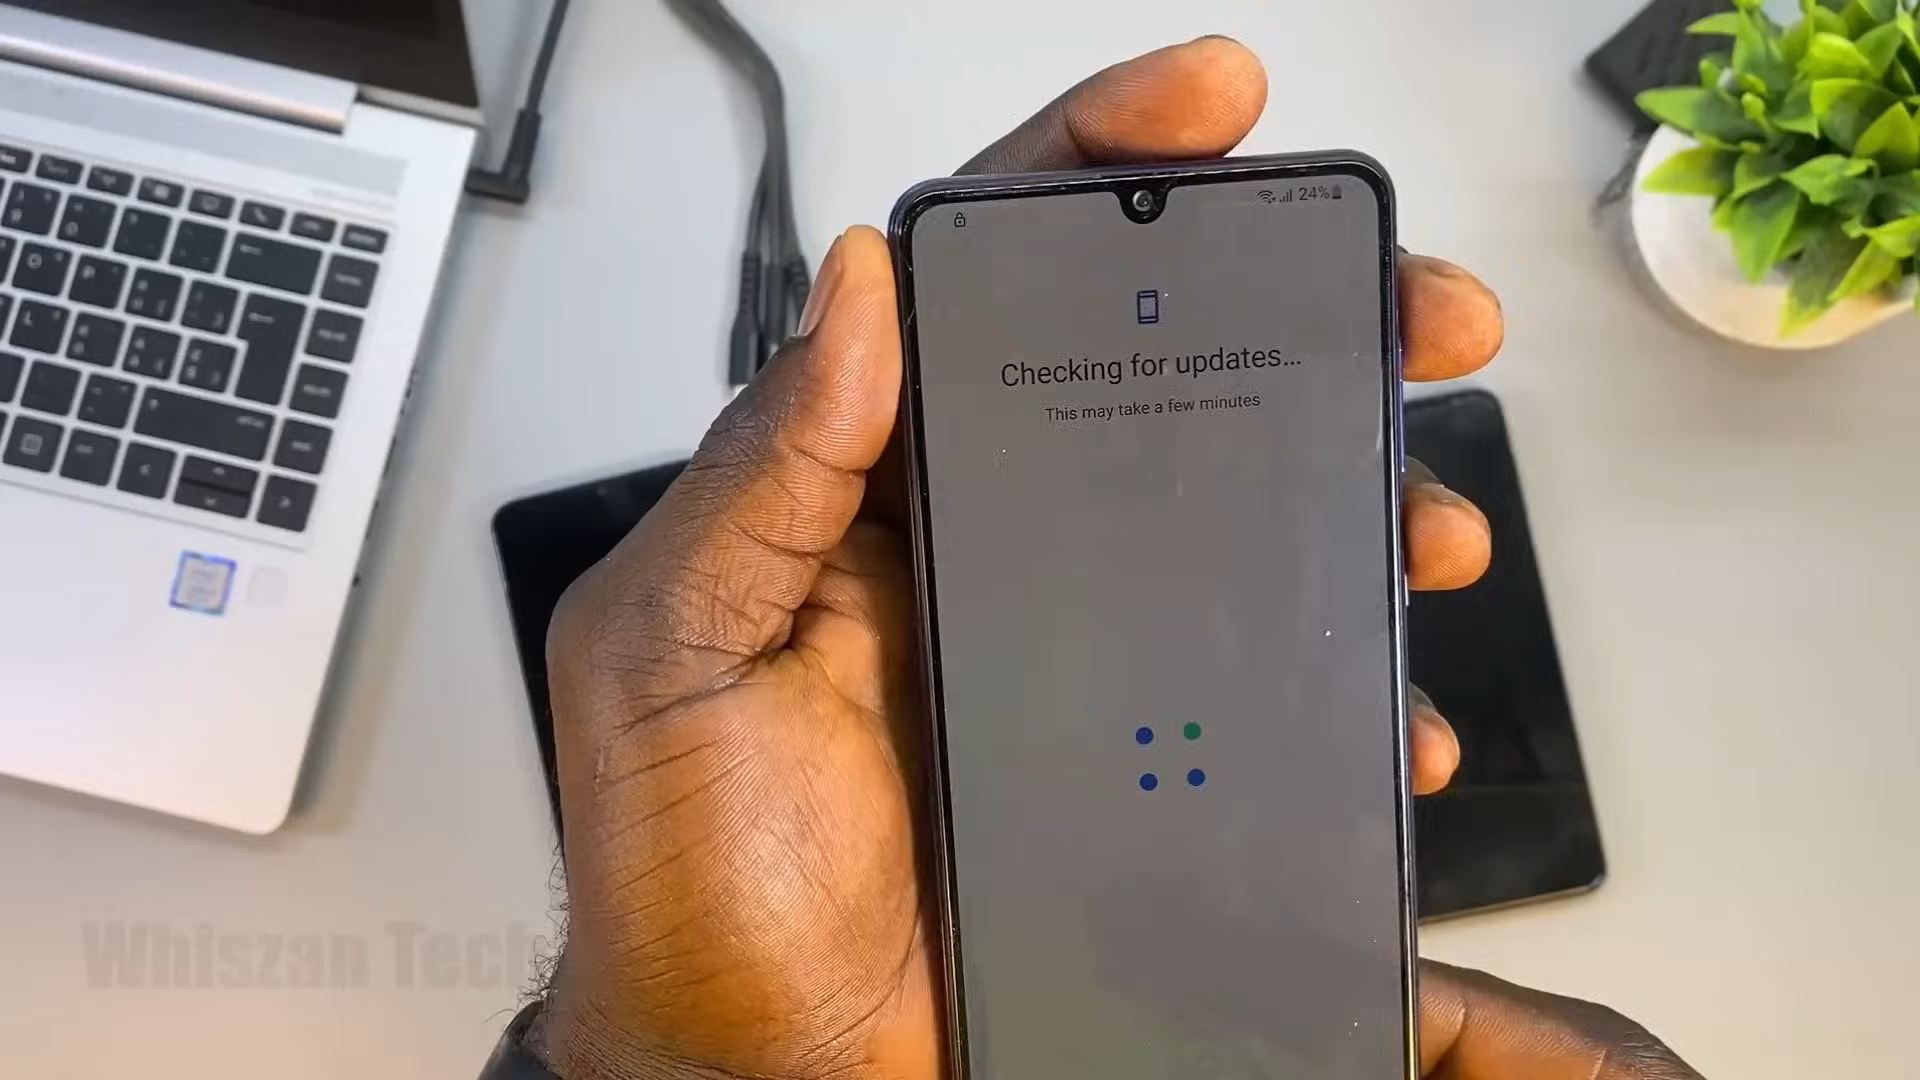 24%
Checking for updates...
This may take a few minutes
Whiszan Tech
O
P
L